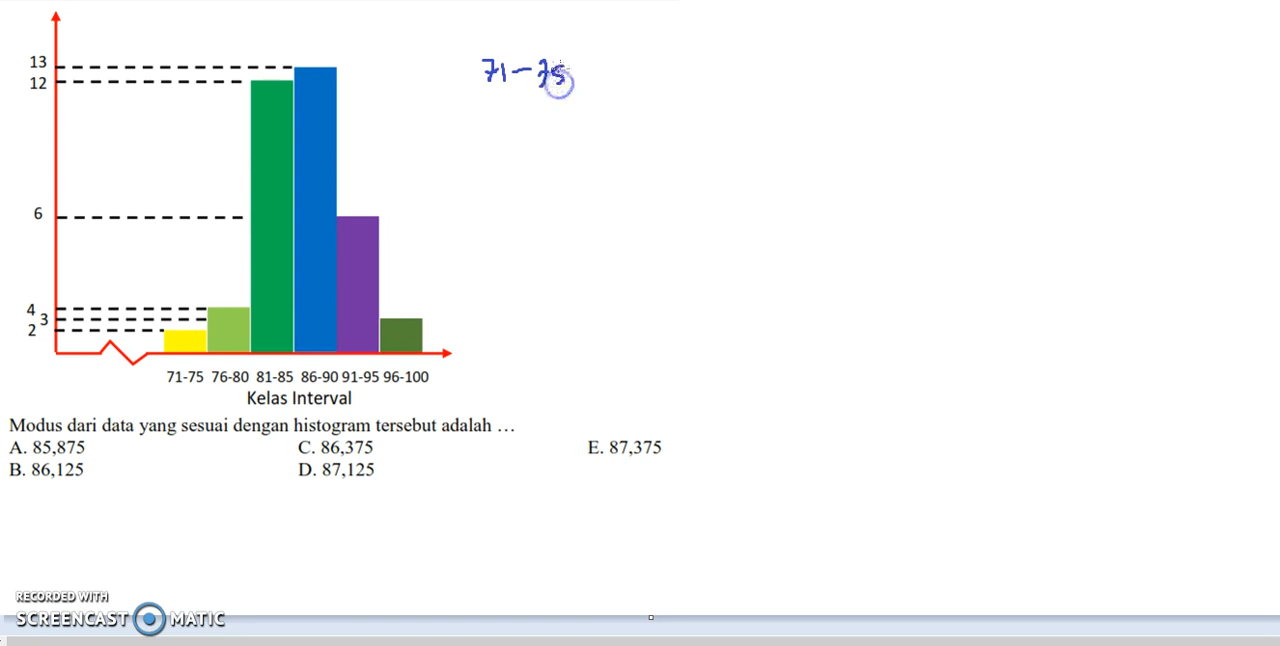 13
12
71-75
6
4
3
2
71-75 76-80 81-85 86-90 91-95 96-100
Kelas Interval
Modus dari data yang sesuai dengan histogram tersebut adalah …
A. 85,875 C. 86,375 E. 87,375
B. 86,125 D. 87,125
RECORDED WITH
SCREENCAST MATIC